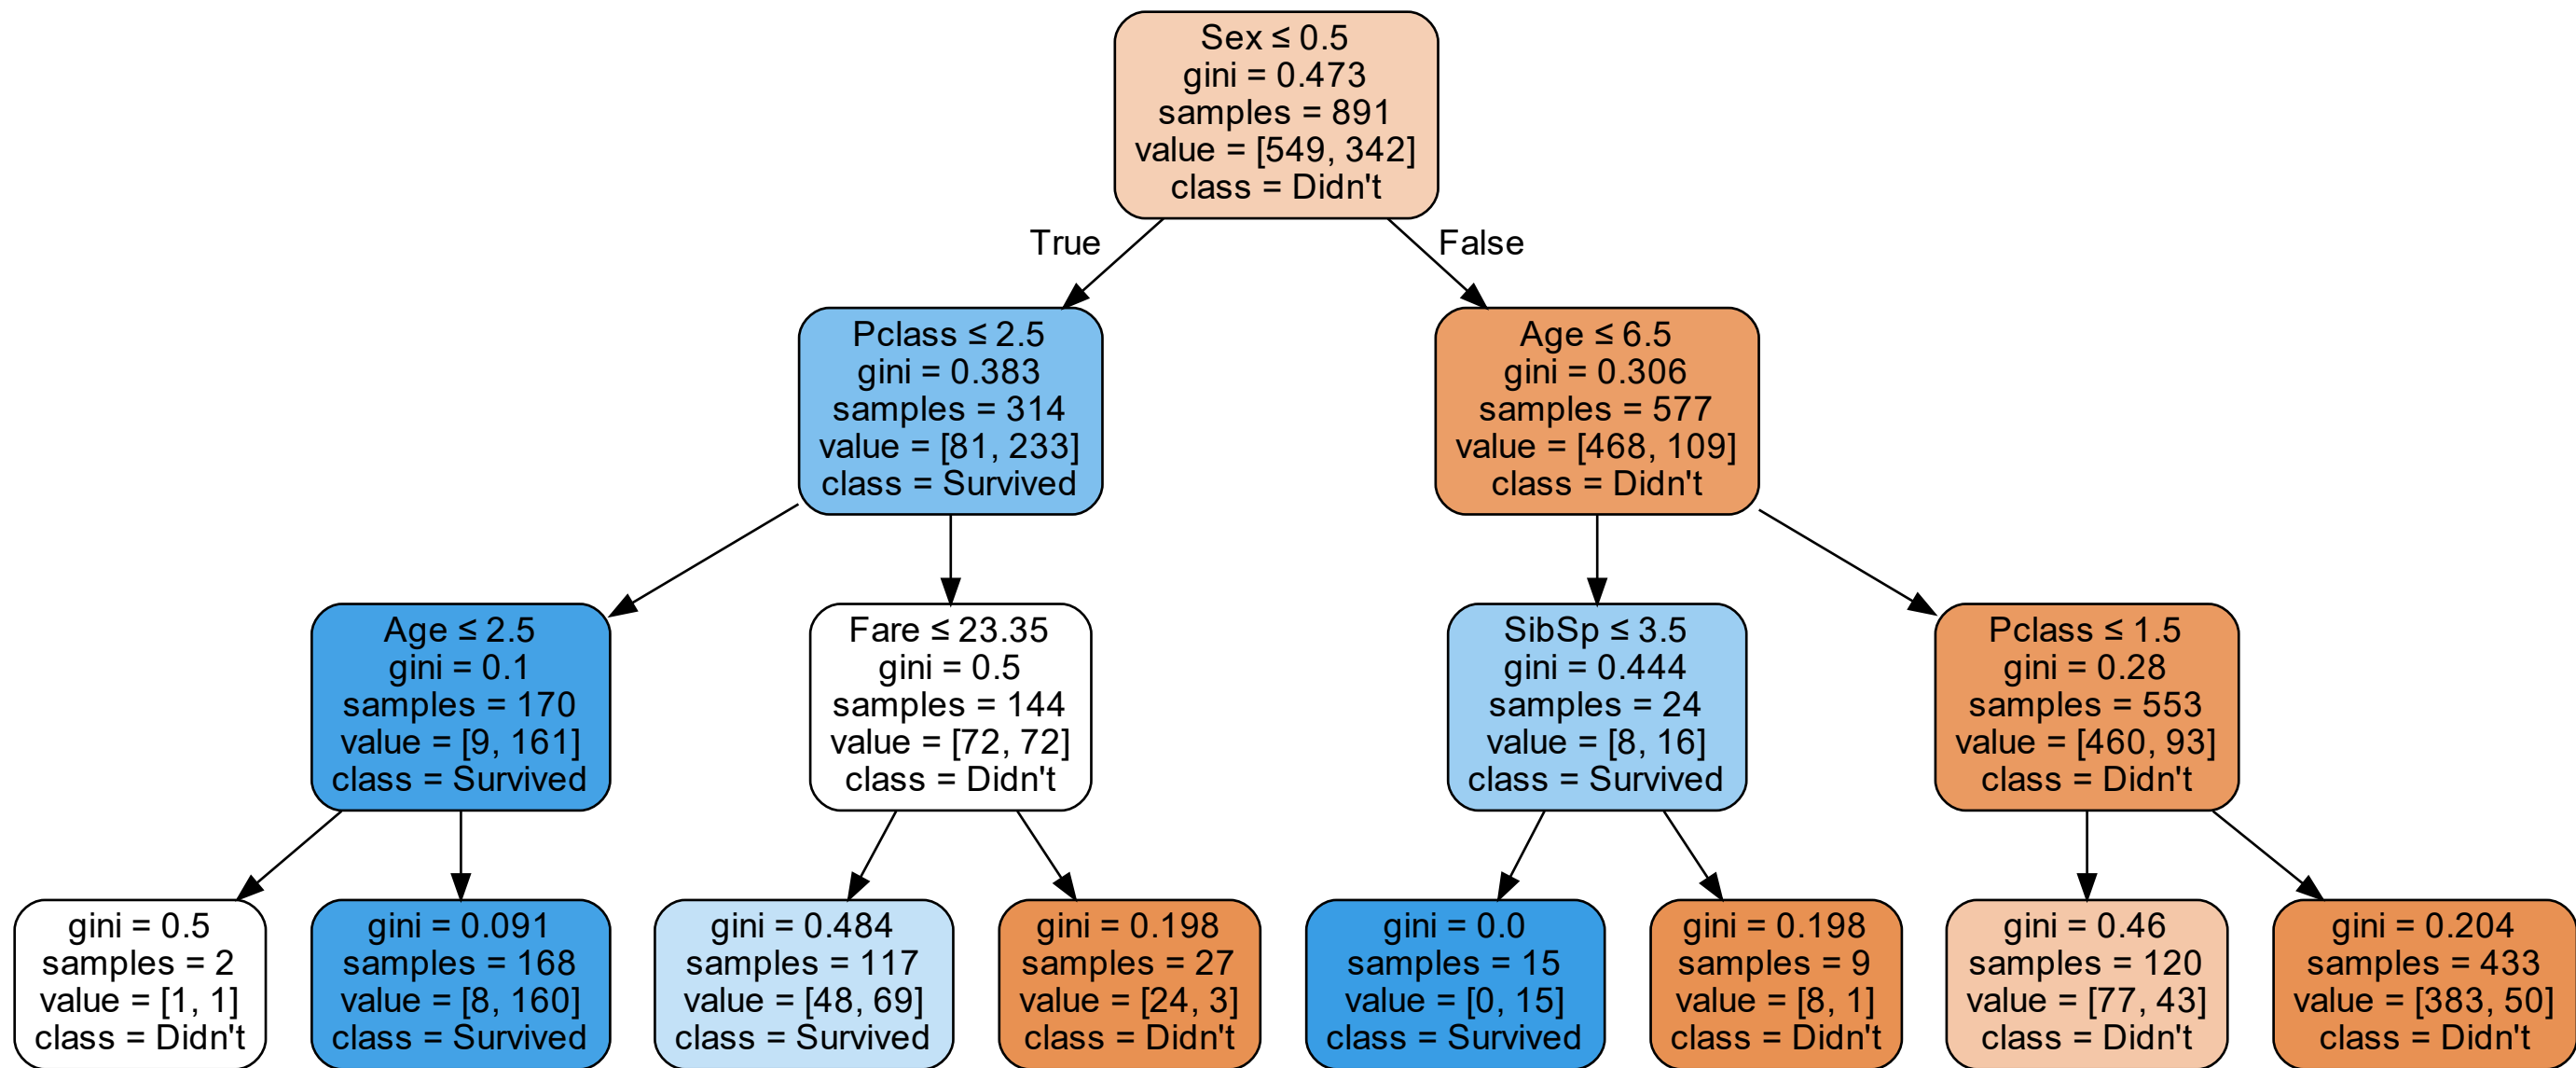 Sex ≤ 0.5
gini = 0.473
samples = 891
value = [549, 342]
class = Didn't
True
False
Pclass ≤ 2.5
gini = 0.383
samples = 314
value = [81, 233]
class = Survived
Age ≤ 6.5
gini = 0.306
samples = 577
value = [468, 109]
class = Didn't
Age ≤ 2.5
gini = 0.1
samples = 170
value = [9, 161]
class = Survived
Fare ≤ 23.35
gini = 0.5
samples = 144
value = [72, 72]
class = Didn't
SibSp ≤ 3.5
gini = 0.444
samples = 24
value = [8, 16]
class = Survived
Pclass ≤ 1.5
gini = 0.28
samples = 553
value = [460, 93]
class = Didn't
gini = 0.5
samples = 2
value = [1, 1]
class = Didn't
gini = 0.091
samples = 168
value = [8, 160]
class = Survived
gini = 0.484
samples = 117
value = [48, 69]
class = Survived
gini = 0.198
samples = 27
value = [24, 3]
class = Didn't
gini = 0.0
samples = 15
value = [0, 15]
class = Survived
gini = 0.198
samples = 9
value = [8, 1]
class = Didn't
gini = 0.46
samples = 120
value = [77, 43]
class = Didn't
gini = 0.204
samples = 433
value = [383, 50]
class = Didn't